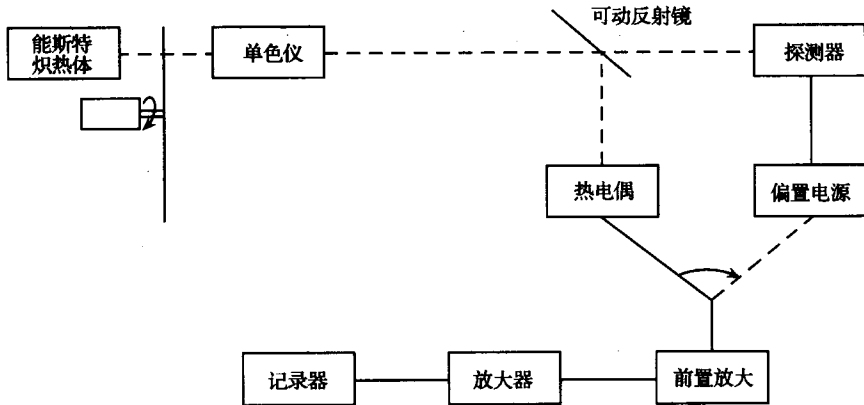 可动反射镜
能斯特
炽热体
单色仪
探测器
热电偶
偏置电源
记录器
放大器
前置放大